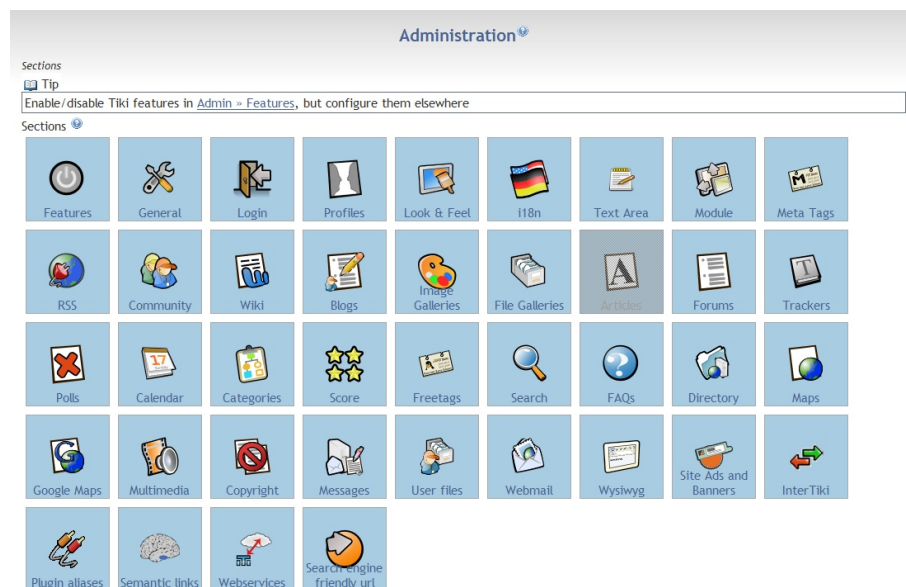 Administration
Sections
Tip
Enable/disable Tiki features in Admin » Features, but configure them elsewhere
Sections
Features General Login Profiles Look & Feel i18n Text Area Module Meta Tags
RSS Community Wiki Blogs Image Galleries File Galleries Articles Forums Trackers
17
Polls Calendar Categories Score Freetags Search FAQs Directory Maps
Google Maps Multimedia Copyright Messages User files Webmail Wysiwyg Site Ads and Banners InterTiki
Plugin aliases Semantic links Webservices Search engine friendly url